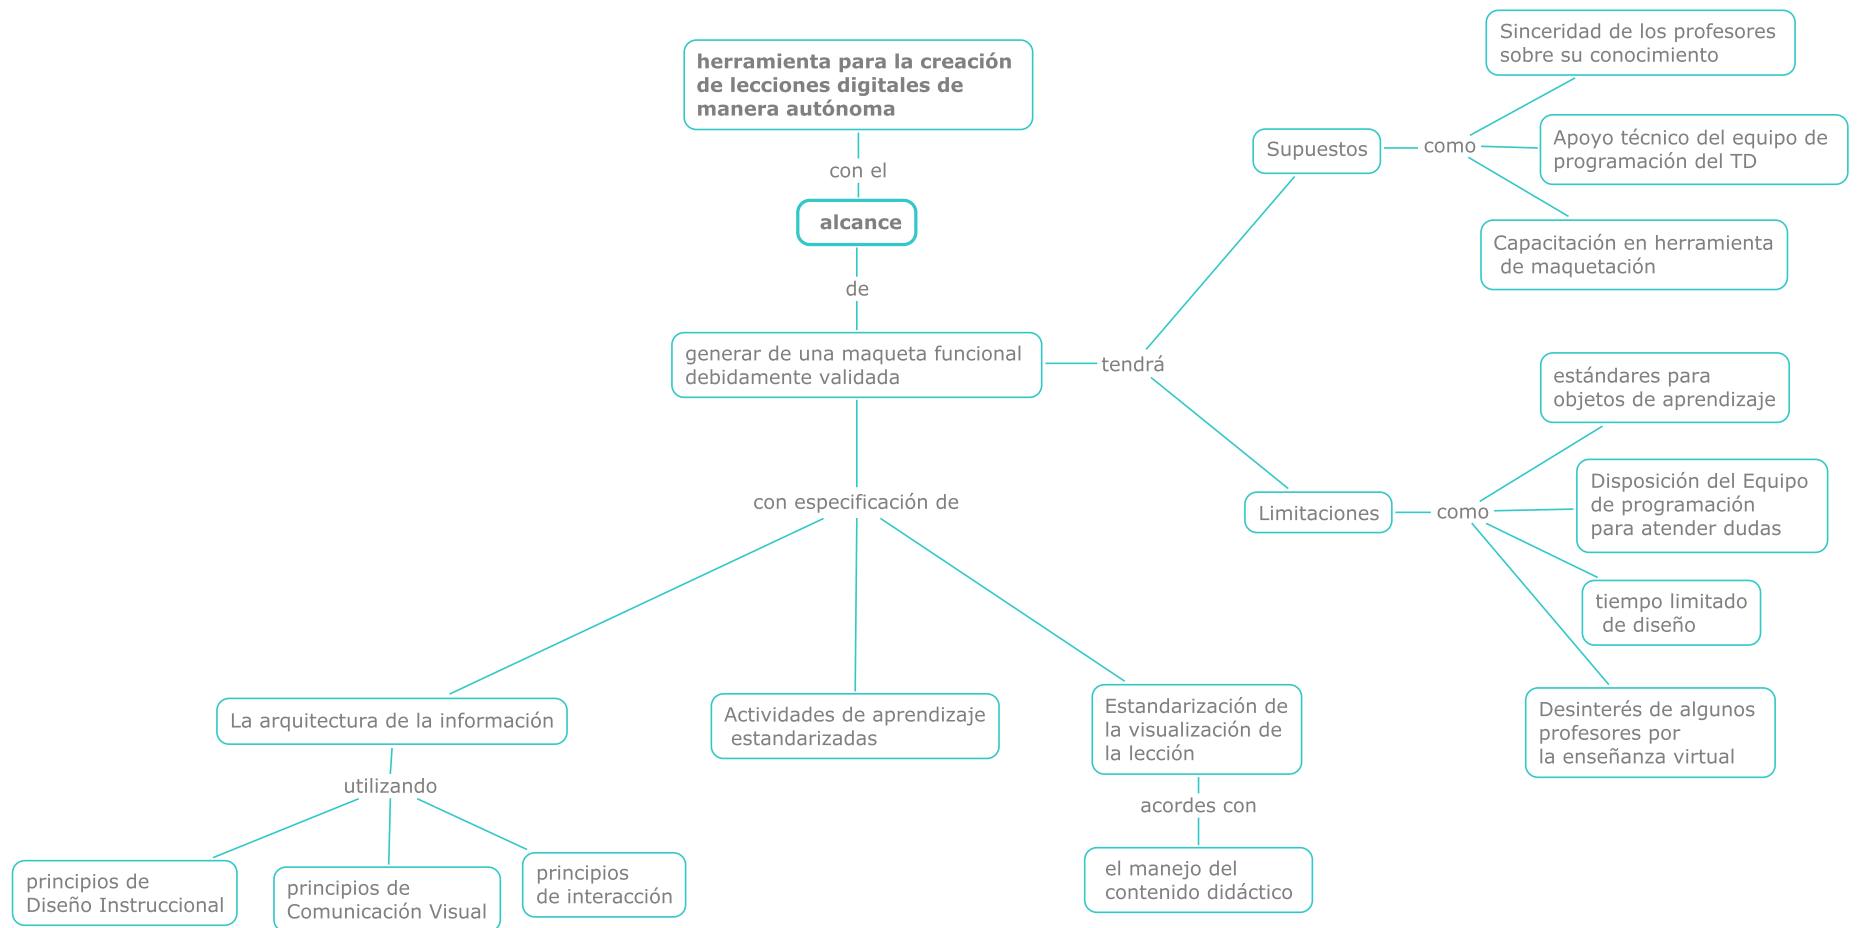 herramienta para la creación
de lecciones digitales de
manera autónoma
con el
alcance
de
generar de una maqueta funcional
debidamente validada
tendrá
Supuestos
como
Sinceridad de los profesores
sobre su conocimiento
Apoyo técnico del equipo de
programación del TD
Capacitación en herramienta
de maquetación
Limitaciones
como
estándares para
objetos de aprendizaje
Disposición del Equipo
de programación
para atender dudas
tiempo limitado
de diseño
Desinterés de algunos
profesores por
la enseñanza virtual
con especificación de
La arquitectura de la información
utilizando
principios de
Diseño Instruccional
principios de
Comunicación Visual
principios
de interacción
Actividades de aprendizaje
estandarizadas
Estandarización de
la visualización de
la lección
acordes con
el manejo del
contenido didáctico